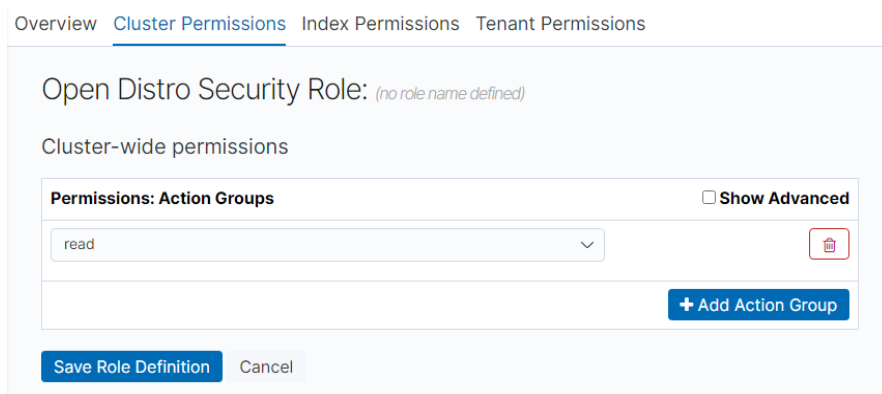 Overview Cluster Permissions Index Permissions Tenant Permissions
Open Distro Security Role: (no role name defined)
Cluster-wide permissions
Permissions: Action Groups Show Advanced
read
Add Action Group
Save Role Definition Cancel